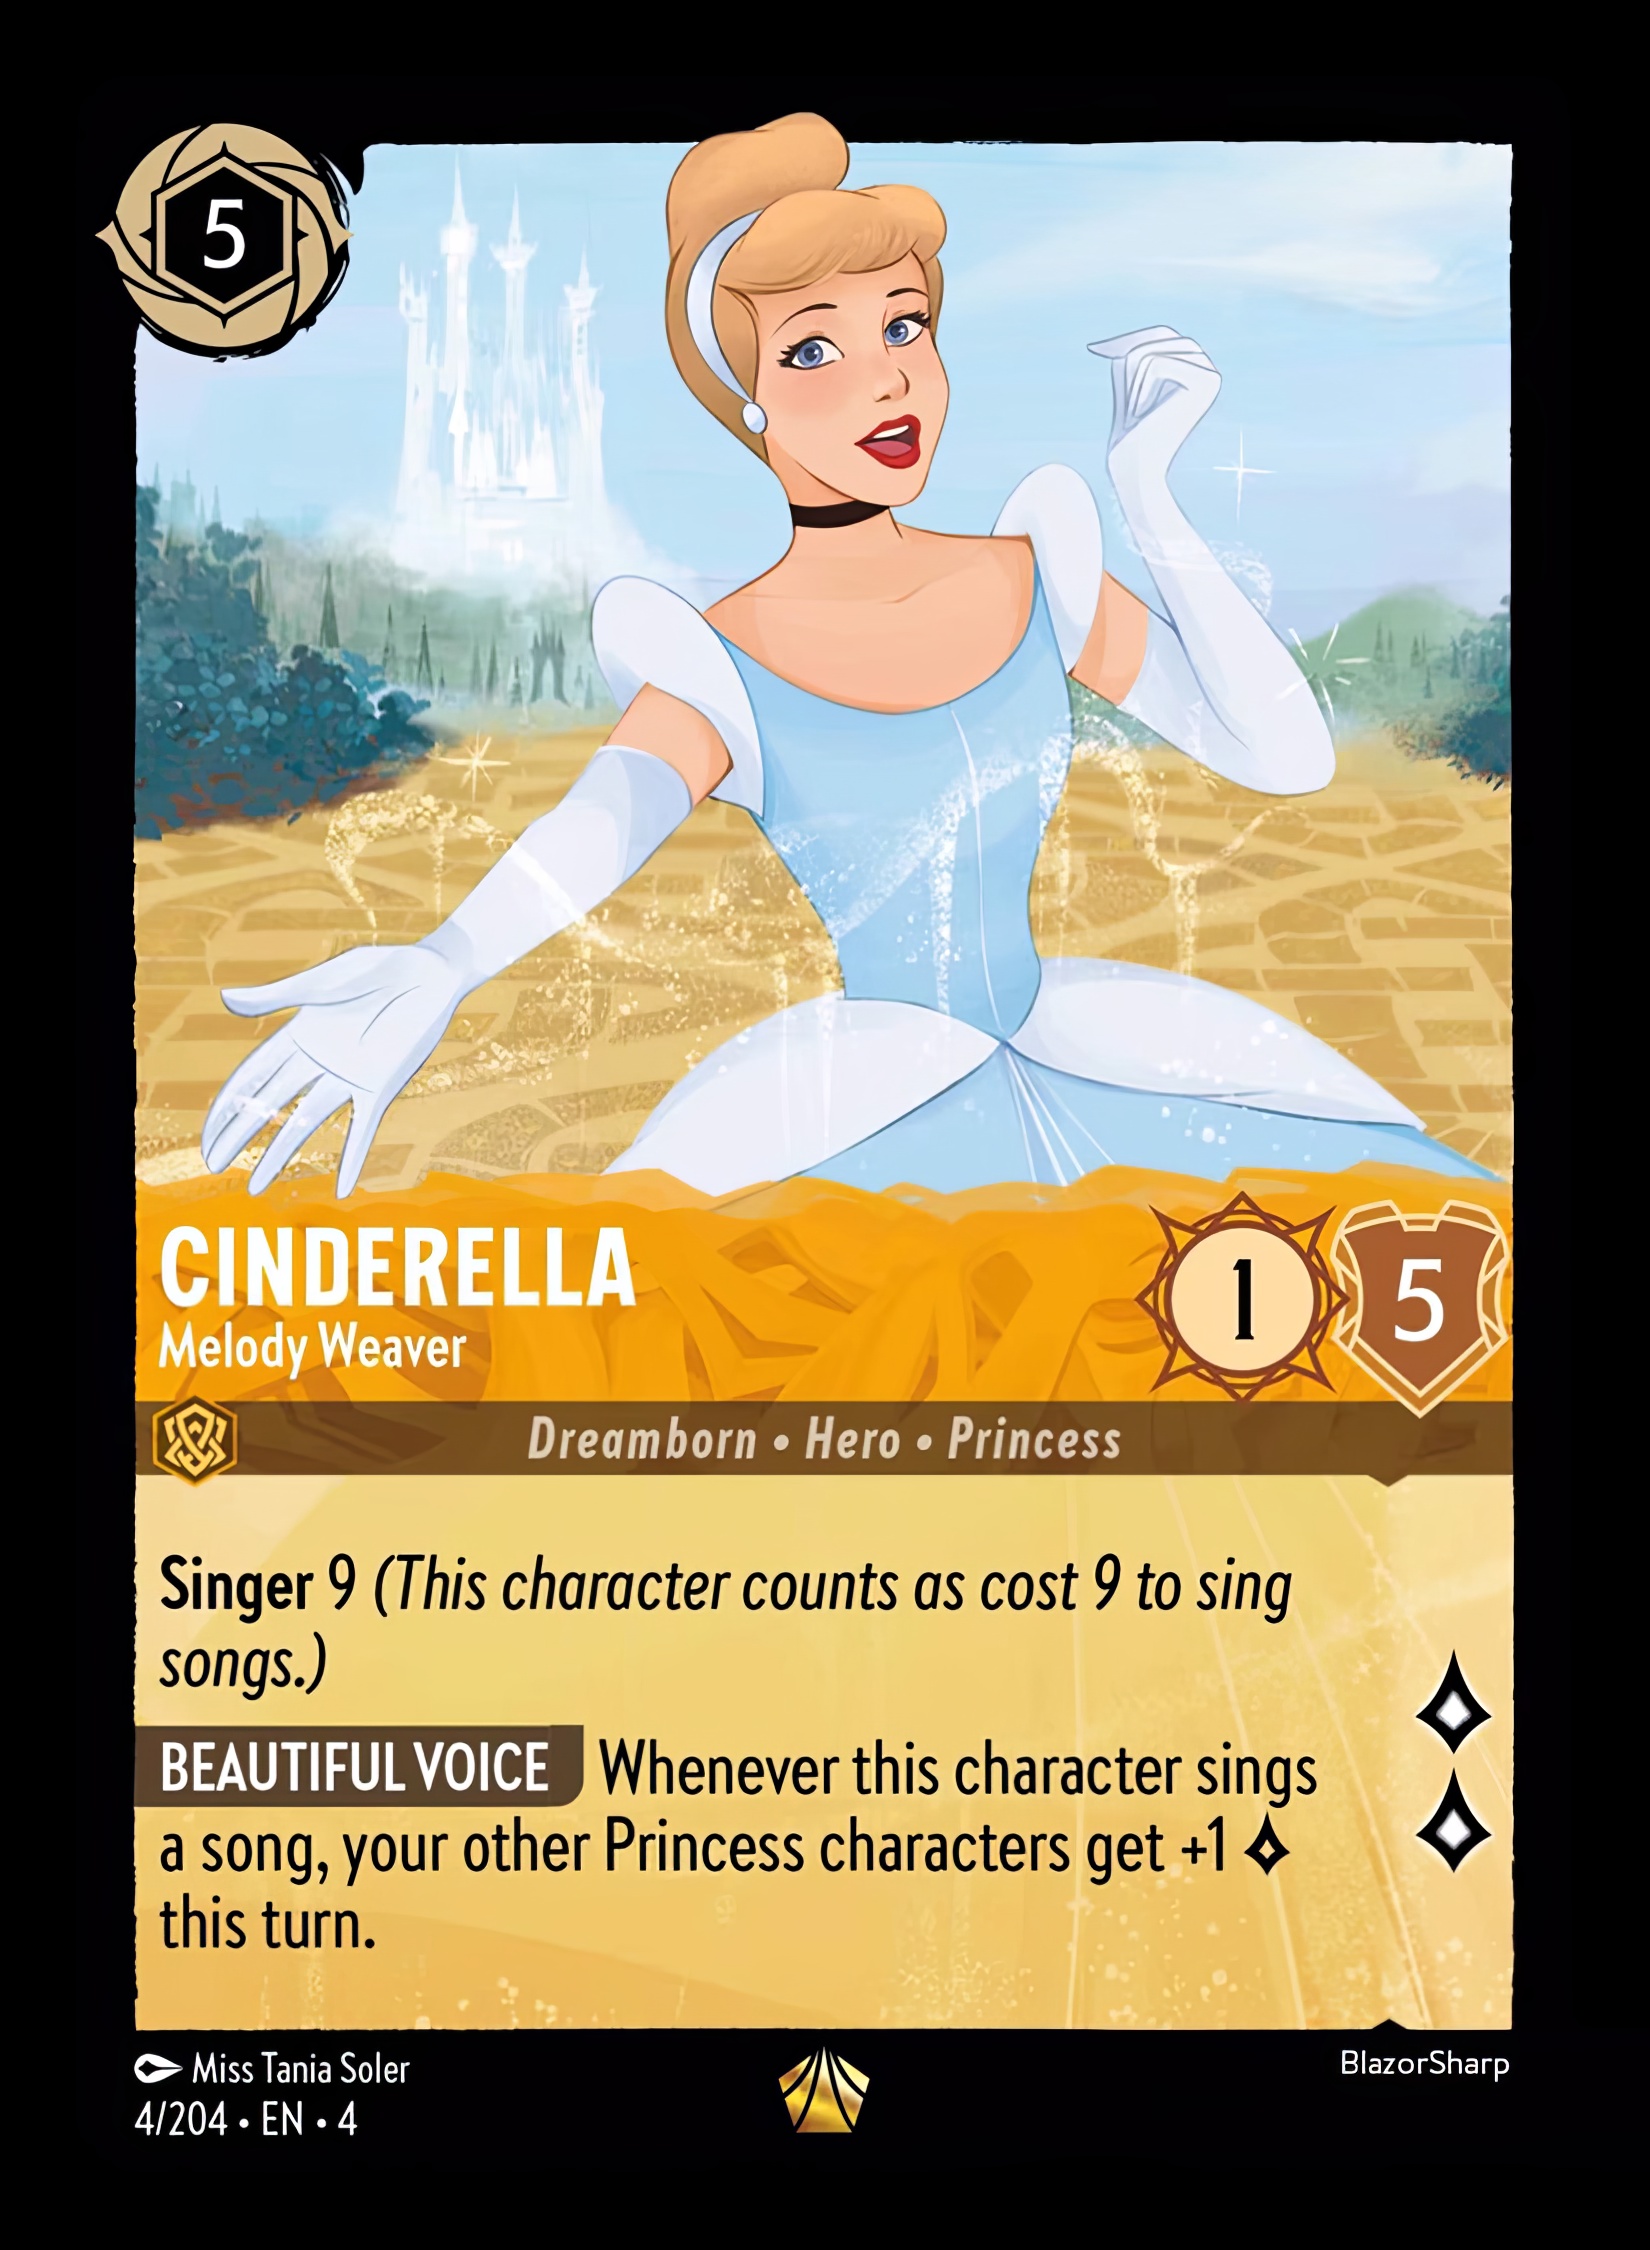 5
CINDERELLA
Melody Weaver
1
5
Dreamborn • Hero • Princess
Singer 9 (This character counts as cost 9 to sing
songs.)
BEAUTIFUL VOICE Whenever this character sings
a song, your other Princess characters get +1
this turn.
Miss Tania Soler
BlazorSharp
4/204 • EN • 4